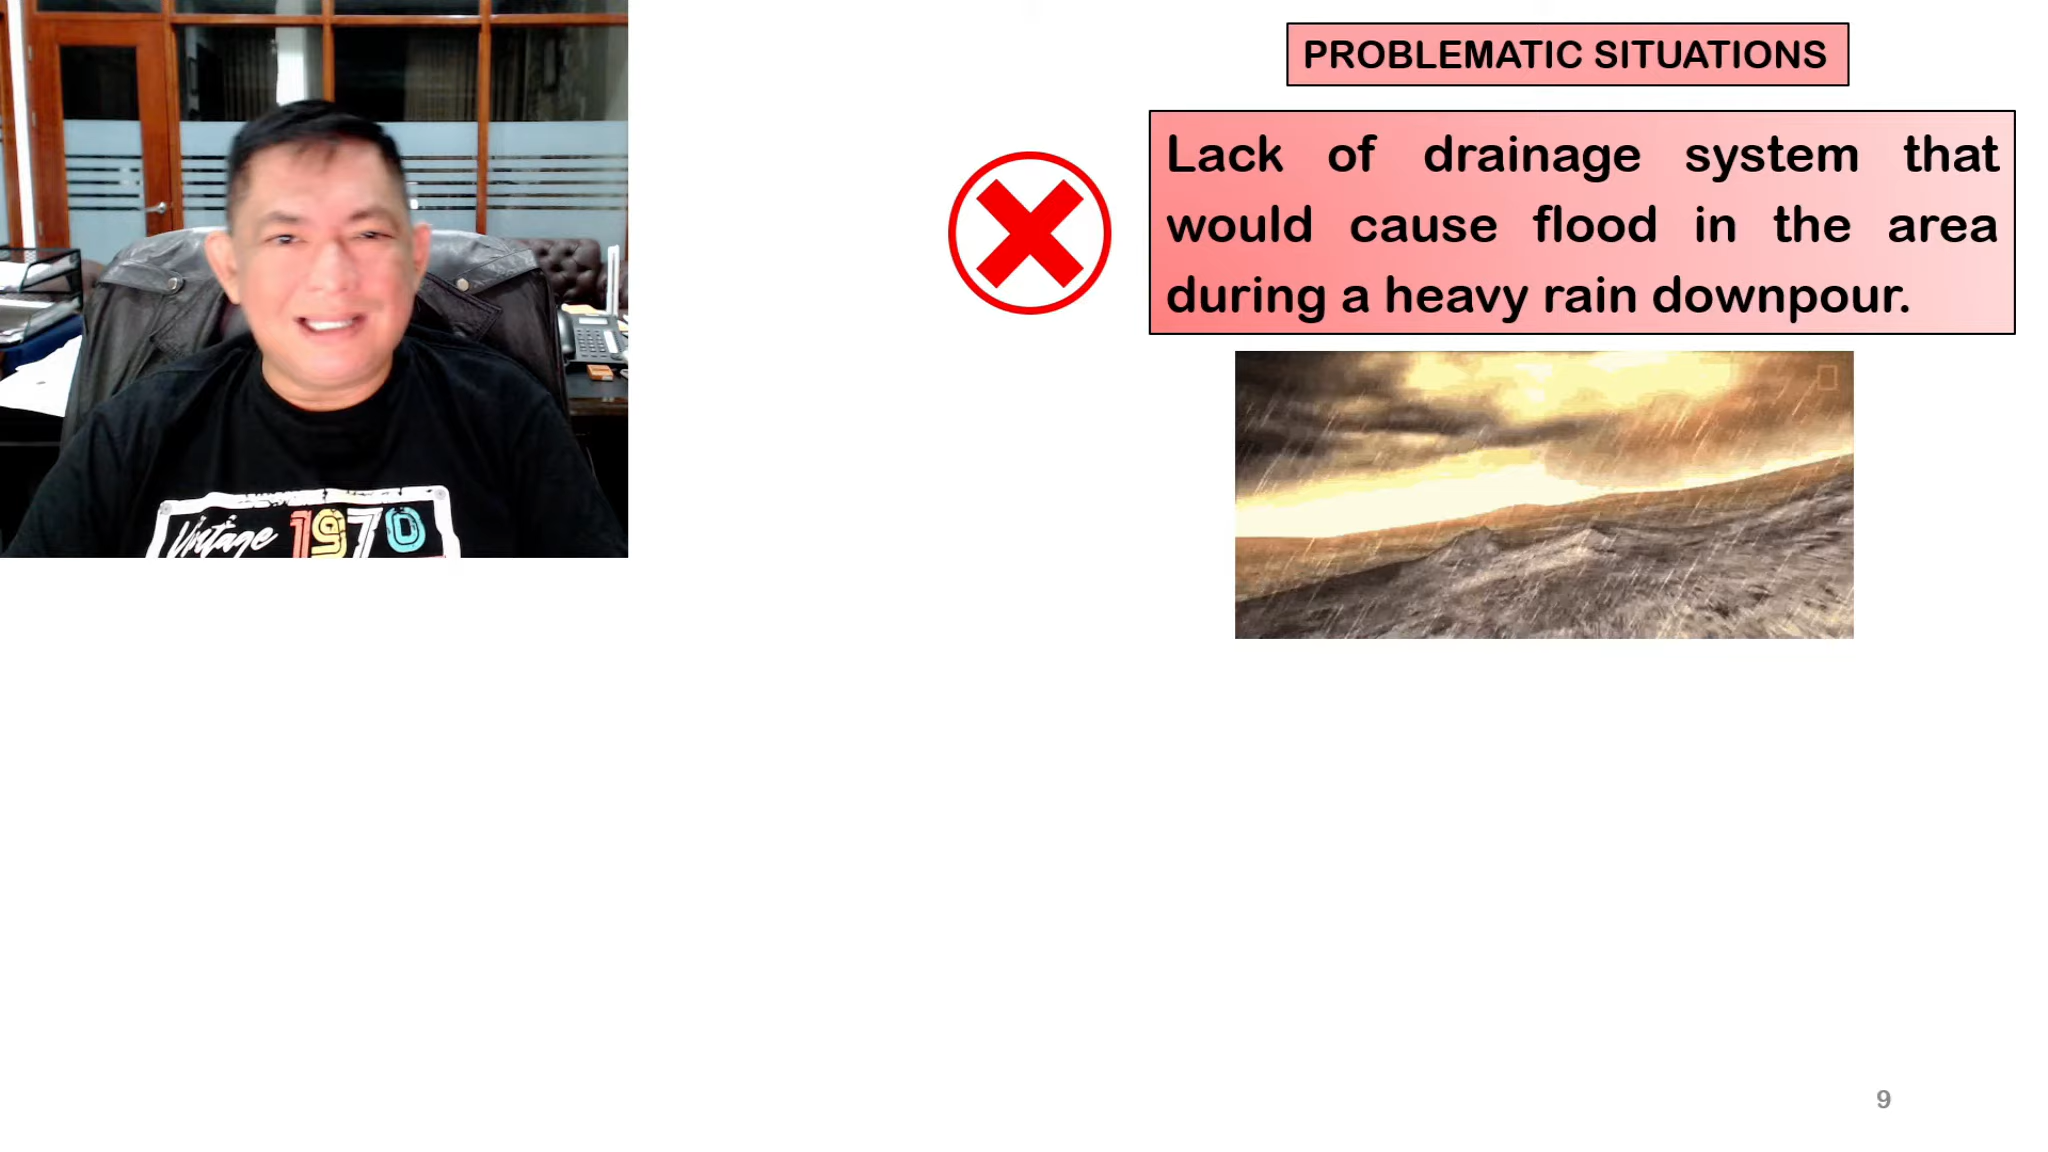 PROBLEMATIC SITUATIONS
Lack of drainage system that
would cause flood in the area
during a heavy rain downpour.
Vintage 1970
9